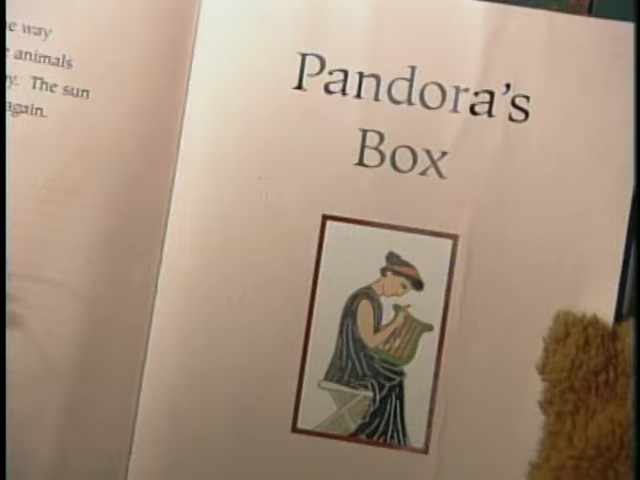 way
animals
The sun
again.
Pandora's
Box